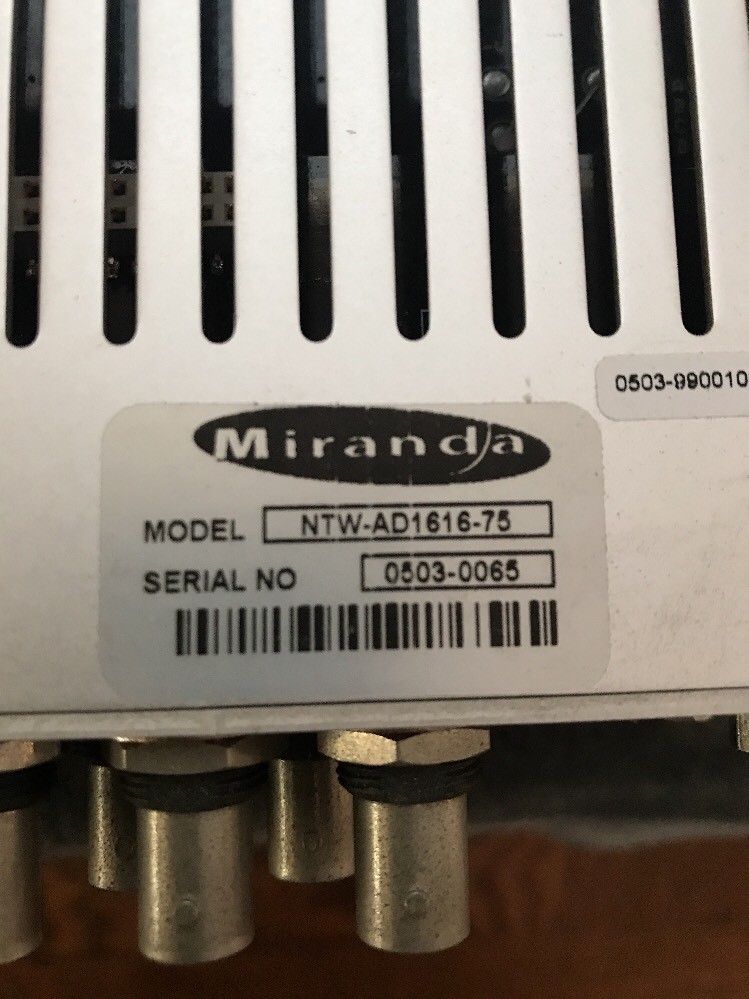 0503-990010
Miranda
MODEL NTW-AD1616-75
SERIAL NO 0503-0065